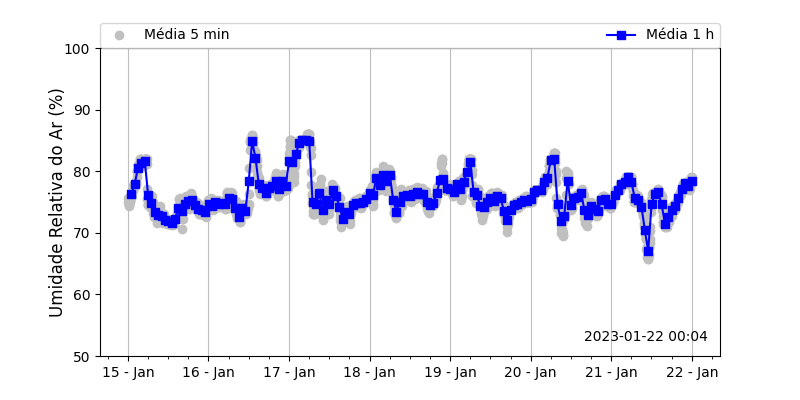 Média 5 min
Média 1 h
Umidade Relativa do Ar (%)
100
90
80
70
60
50
2023-01-22 00:04
15 - Jan
16 - Jan
17 - Jan
18 - Jan
19 - Jan
20 - Jan
21 - Jan
22 - Jan